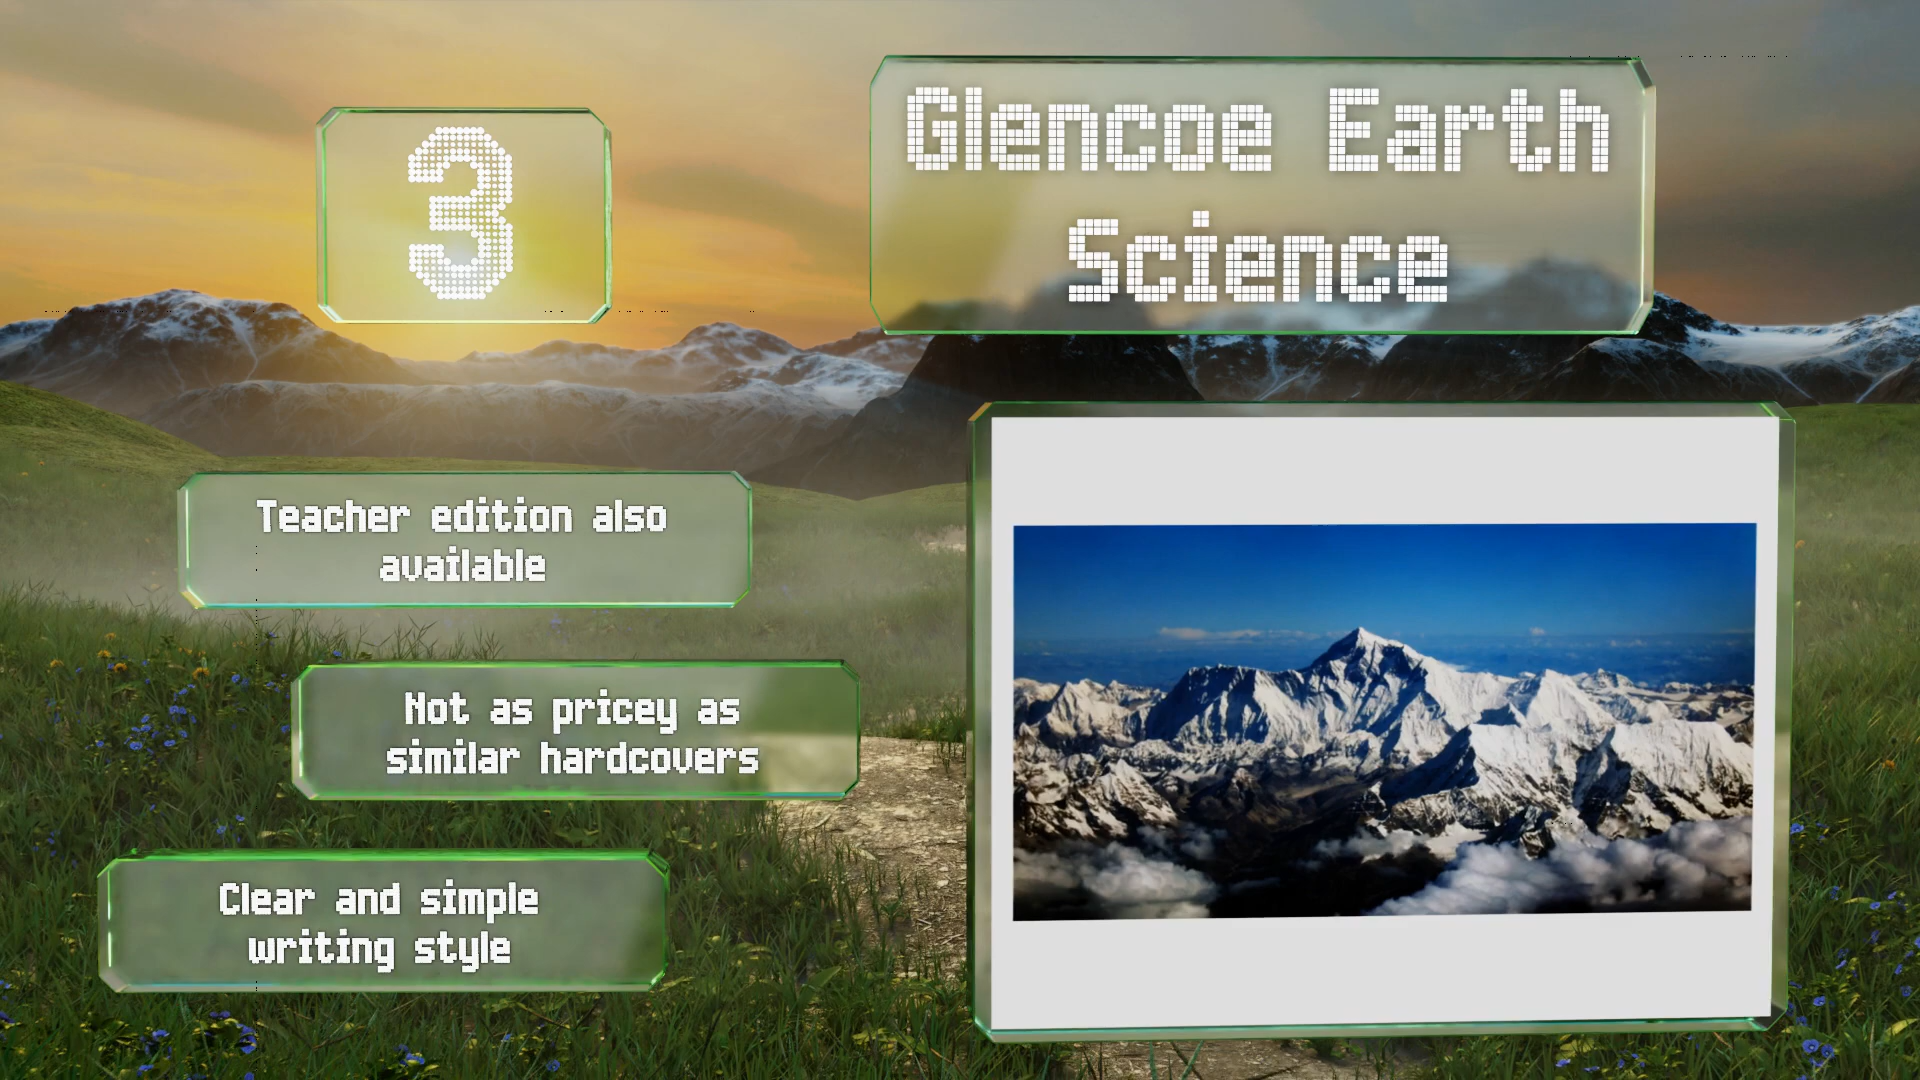 3
Glencoe Earth
Science
Teacher edition also
available
Not as pricey as
similar hardcovers
Clear and simple
writing style